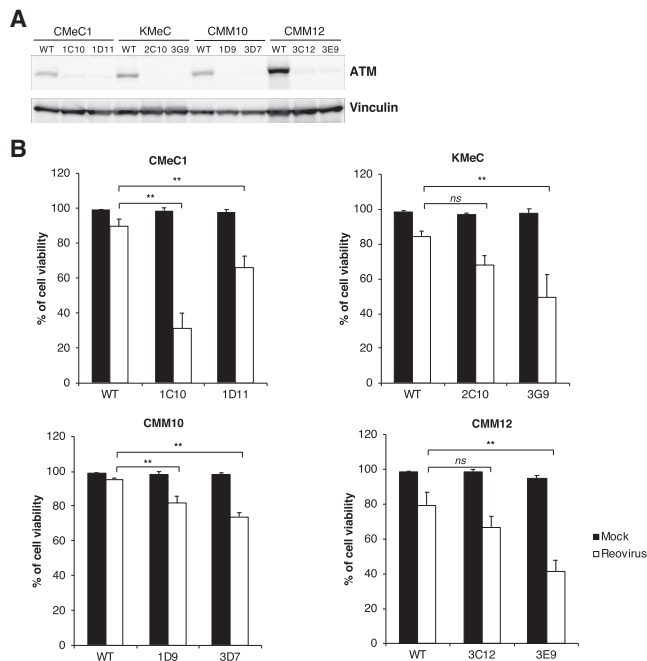 A
CMeC1 KMeC CMM10 CMM12
WT 1C10 1D11 WT 2C10 3G9 WT 1D9 3D7 WT 3C12 3E9
ATM
Vinculin
B
CMeC1
% of cell viability
120
100
80
60
40
20
0
**
**
WT 1C10 1D11
KMeC
% of cell viability
120
100
80
60
40
20
0
**
ns
WT 2C10 3G9
CMM10
% of cell viability
120
100
80
60
40
20
0
**
**
WT 1D9 3D7
CMM12
% of cell viability
120
100
80
60
40
20
0
**
ns
WT 3C12 3E9
Mock
Reovirus